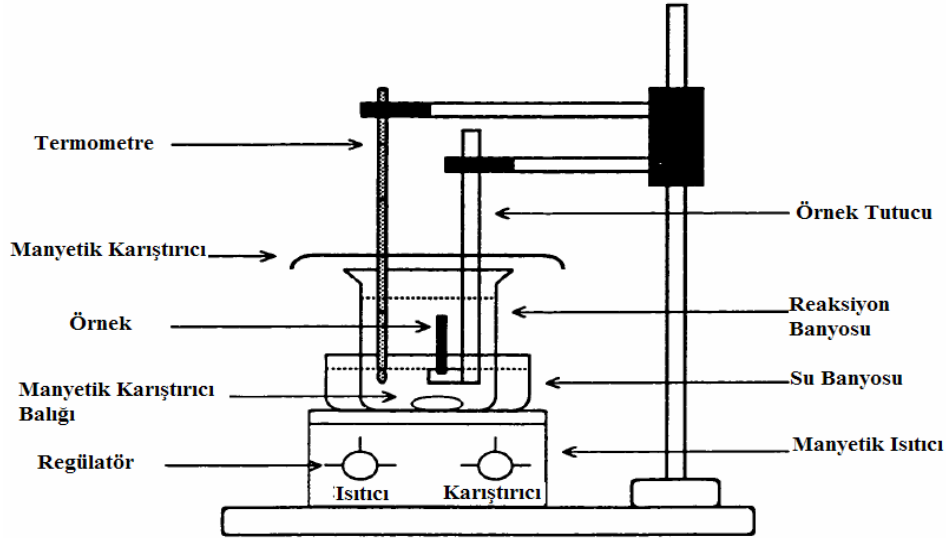 Termometre
Örnek Tutucu
Manyetik Karıştırıcı
Reaksiyon
Banyosu
Örnek
Su Banyosu
Manyetik Karıştırıcı
Balığı
Manyetik Isıtıcı
Regülatör
Isıtıcı
Karıştırıcı